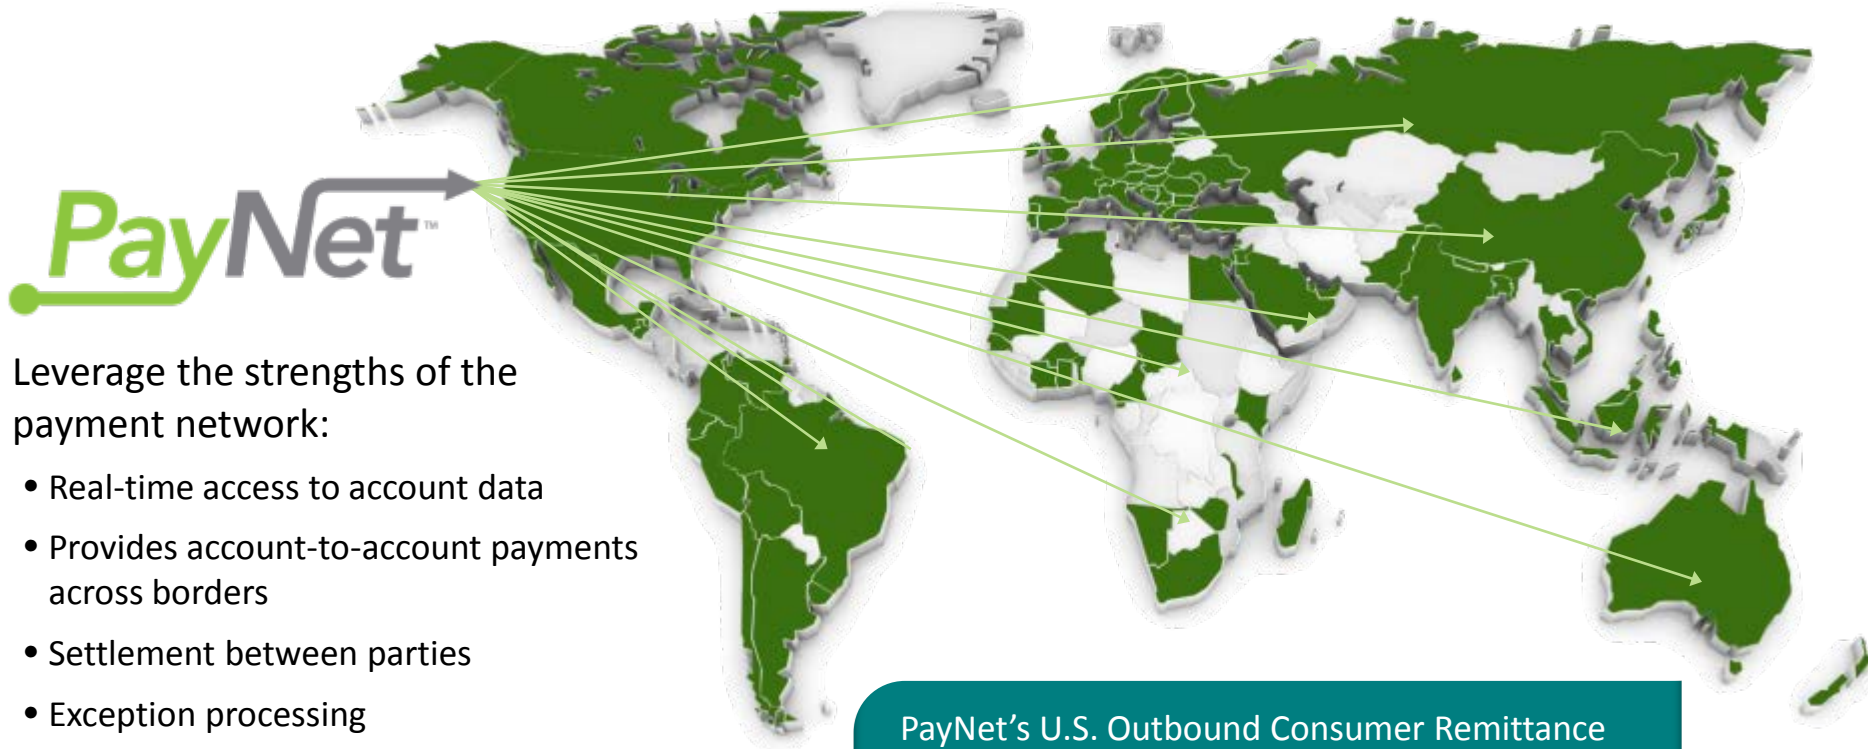 PayNet™
Leverage the strengths of the
payment network:
• Real-time access to account data
• Provides account-to-account payments
across borders
• Settlement between parties
• Exception processing
PayNet’s U.S. Outbound Consumer Remittance